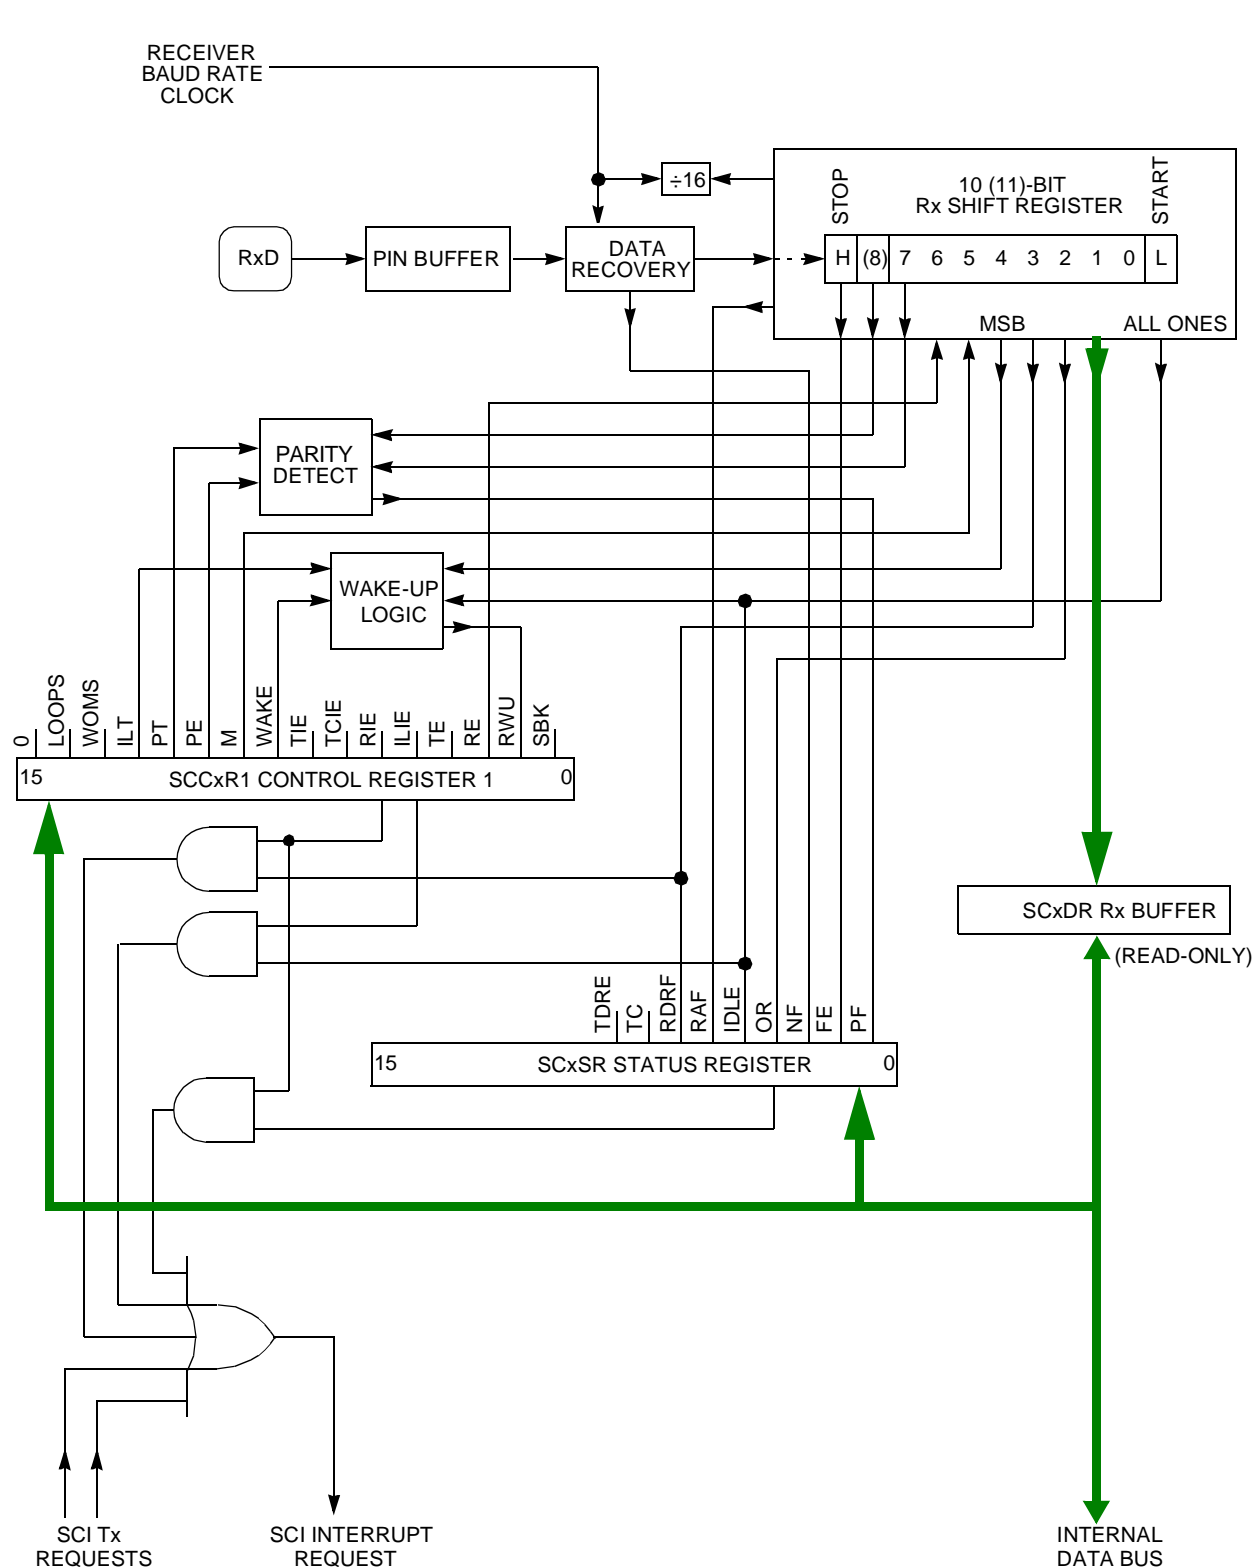 RECEIVER
BAUD RATE
CLOCK
÷16
STOP
10 (11)-BIT
Rx SHIFT REGISTER
START
RxD
PIN BUFFER
DATA
RECOVERY
H (8) 7 6 5 4 3 2 1 0 L
MSB
ALL ONES
PARITY
DETECT
WAKE-UP
LOGIC
0
LOOPS
WOMS
ILT
PT
PE
M
WAKE
TIE
TCIE
RIE
ILIE
TE
RE
RWU
SBK
15 SCCxR1 CONTROL REGISTER 1 0
SCxDR Rx BUFFER
(READ-ONLY)
TDRE
TC
RDRF
RAF
IDLE
OR
NF
FE
PF
15 SCxSR STATUS REGISTER 0
SCI Tx
REQUESTS
SCI INTERRUPT
REQUEST
INTERNAL
DATA BUS